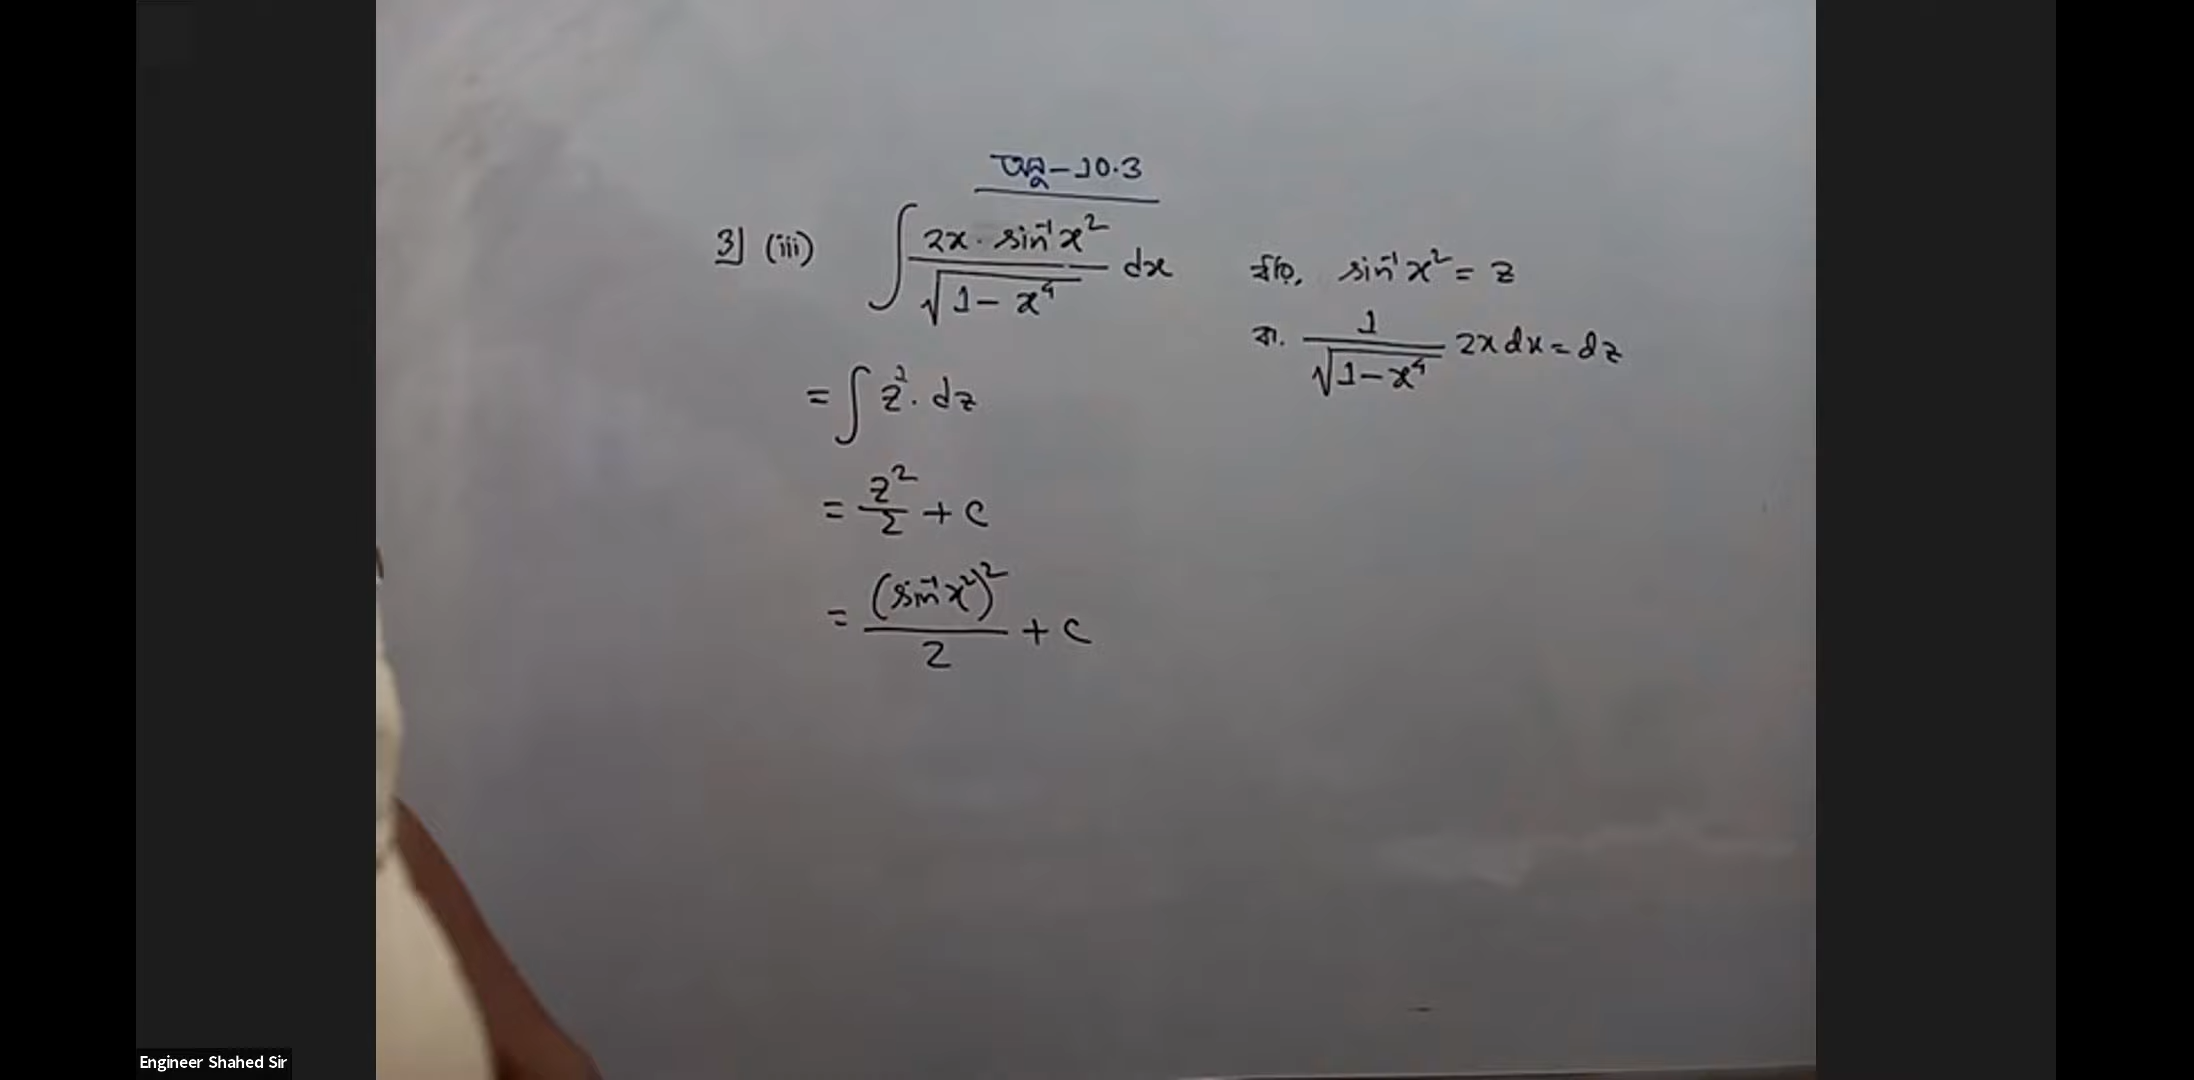 অনু-10.3
3] (iii) ∫ 2x · sin⁻¹x² / √(1 - x⁴) dx
ধরি, sin⁻¹x² = z
বা, 1/√(1-x⁴) 2x dx = dz
= ∫ z¹ · dz
= z²/2 + c
= (sin⁻¹x²)²/2 + c
Engineer Shahed Sir